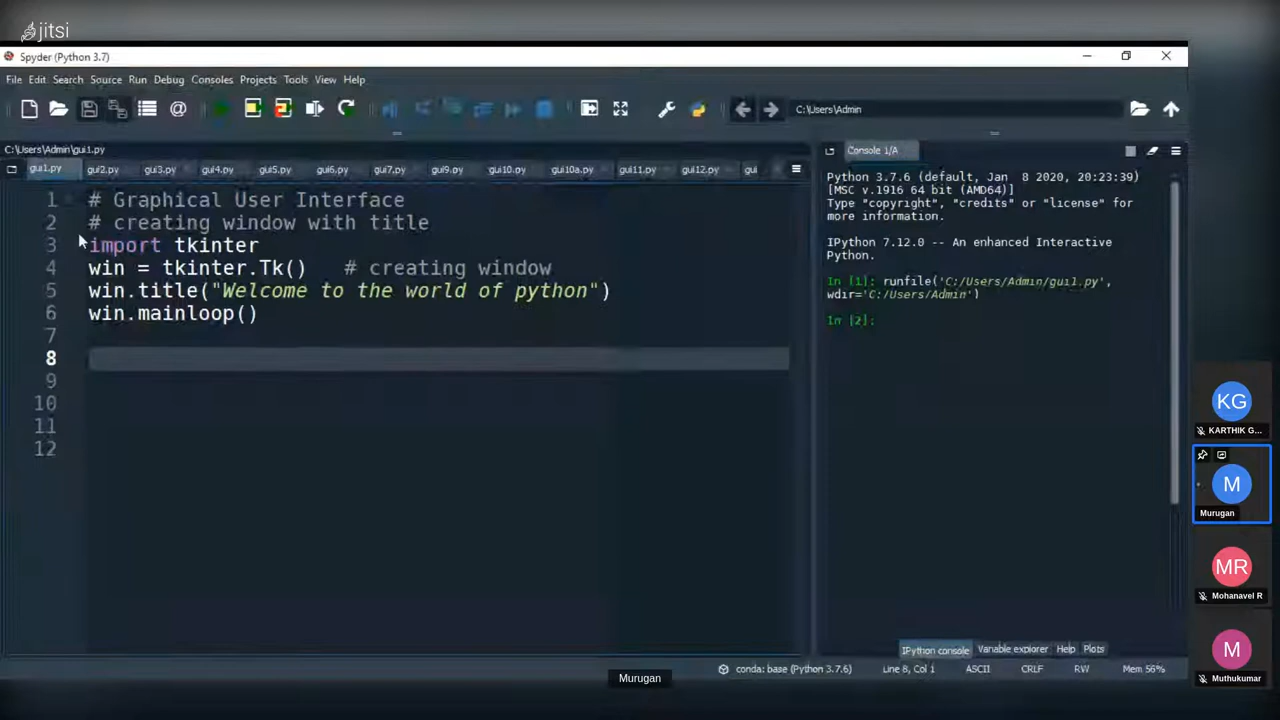 jitsi
Spyder (Python 3.7)
File Edit Search Source Run Debug Consoles Projects Tools View Help
C:\Users\Admin
C:\Users\Admin\gui1.py
gui1.py gui2.py gui3.py gui4.py gui5.py gui6.py gui7.py gui9.py gui10.py gui10a.py gui11.py gui12.py gui
1 # Graphical User Interface
2 # creating window with title
3 import tkinter
4 win = tkinter.Tk() # creating window
5 win.title("Welcome to the world of python")
6 win.mainloop()
7
8
9
10
11
12
Console 1/A
Python 3.7.6 (default, Jan 8 2020, 20:23:39)
[MSC v.1916 64 bit (AMD64)]
Type "copyright", "credits" or "license" for
more information.
IPython 7.12.0 -- An enhanced Interactive
Python.
In [1]: runfile('C:/Users/Admin/gui1.py',
wdir='C:/Users/Admin')
In [2]:
IPython console Variable explorer Help Plots
conda: base (Python 3.7.6) Line 8, Col 1 ASCII CRLF RW Mem 56%
Murugan
KG
KARTHIK G...
M
Murugan
MR
Mohanavel R
M
Muthukumar